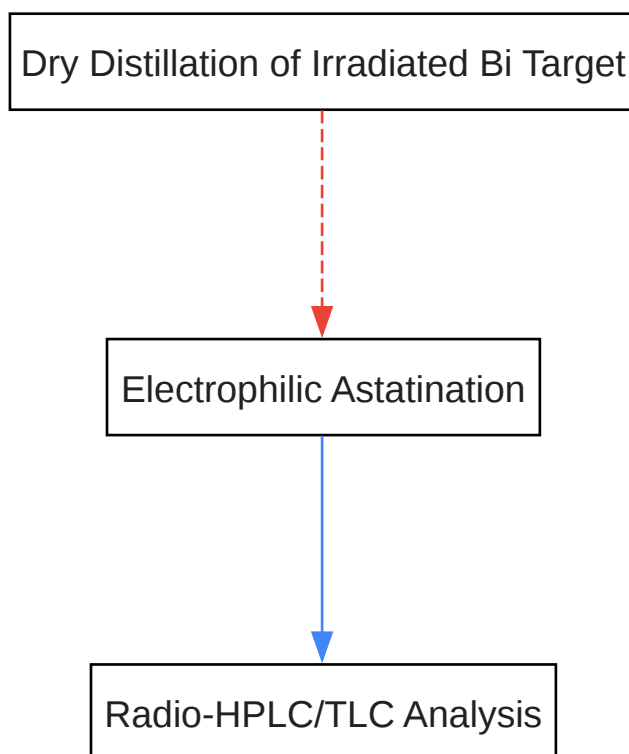 Dry Distillation of Irradiated Bi Target
Electrophilic Astatination
Radio-HPLC/TLC Analysis